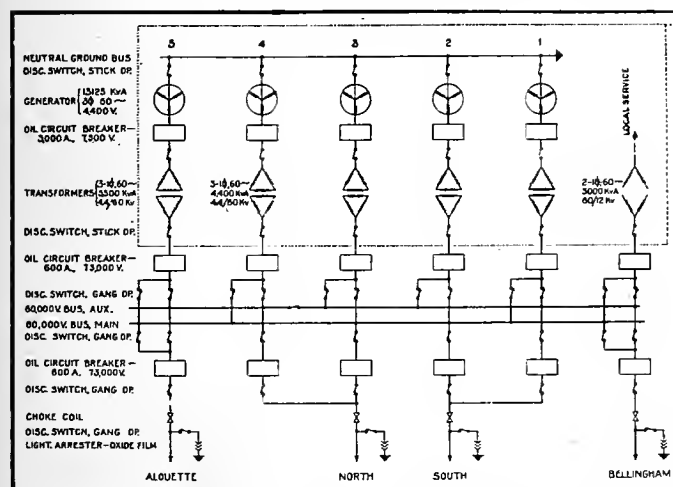 5 4 3 2 1
NEUTRAL GROUND BUS
DISC. SWITCH, STICK OP.
GENERATOR 13125 KVA
3ϕ 60~
4,400 V.
OIL CIRCUIT BREAKER-
3,000 A., 7,500 V.
LOCAL SERVICE
TRANSFORMERS 3-1ϕ,60~
3,500 KVA
4.4/60 KV
3-1ϕ,60~
4,400 KVA
4.4/60 KV
2-1ϕ,60~
3000 KVA
60/12 KV
DISC. SWITCH, STICK OP.
OIL CIRCUIT BREAKER-
600 A., 73,000 V.
DISC. SWITCH, GANG OP.
60,000 V. BUS, AUX.
60,000 V. BUS, MAIN
DISC. SWITCH, GANG OP.
OIL CIRCUIT BREAKER-
600 A. 73,000 V.
DISC. SWITCH, GANG OP.
CHOKE COIL
DISC. SWITCH, GANG OP.
LIGHT. ARRESTER-OXIDE FILM
ALOUETTE NORTH SOUTH BELLINGHAM